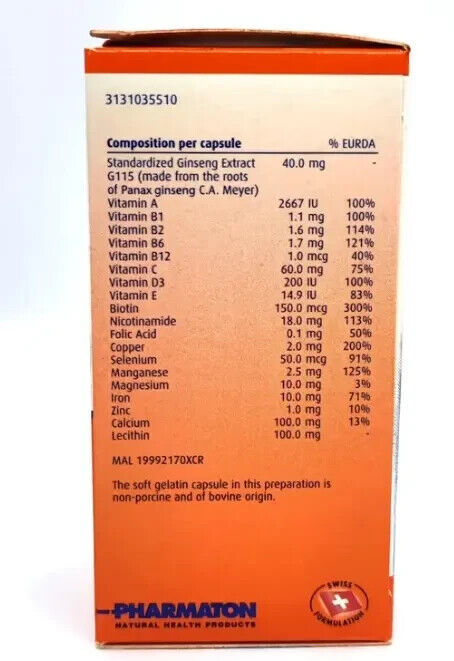 3131035510
Composition per capsule % EURDA
Standardized Ginseng Extract 40.0 mg -
G115 (made from the roots
of Panax ginseng C.A. Meyer)
Vitamin A 2667 IU 100%
Vitamin B1 1.1 mg 100%
Vitamin B2 1.6 mg 114%
Vitamin B6 1.7 mg 121%
Vitamin B12 1.0 mcg 40%
Vitamin C 60.0 mg 75%
Vitamin D3 200 IU 100%
Vitamin E 14.9 IU 83%
Biotin 150.0 mcg 300%
Nicotinamide 18.0 mg 113%
Folic Acid 0.1 mg 50%
Copper 2.0 mg 200%
Selenium 50.0 mcg 91%
Manganese 2.5 mg 125%
Magnesium 10.0 mg 3%
Iron 10.0 mg 71%
Zinc 1.0 mg 10%
Calcium 100.0 mg 13%
Lecithin 100.0 mg -
MAL 19992170XCR
The soft gelatin capsule in this preparation is
non-porcine and of bovine origin.
PHARMATON
NATURAL HEALTH PRODUCTS
SWISS
FORMULATION